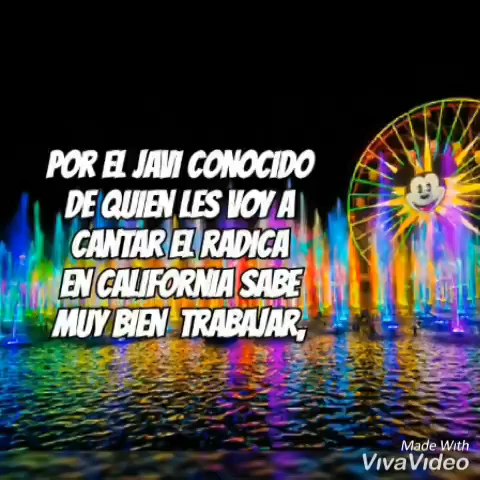 POR EL JAVI CONOCIDO
DE QUIEN LES VOY A
CANTAR EL RADICA
EN CALIFORNIA SABE
MUY BIEN TRABAJAR,
Made With
VivaVideo